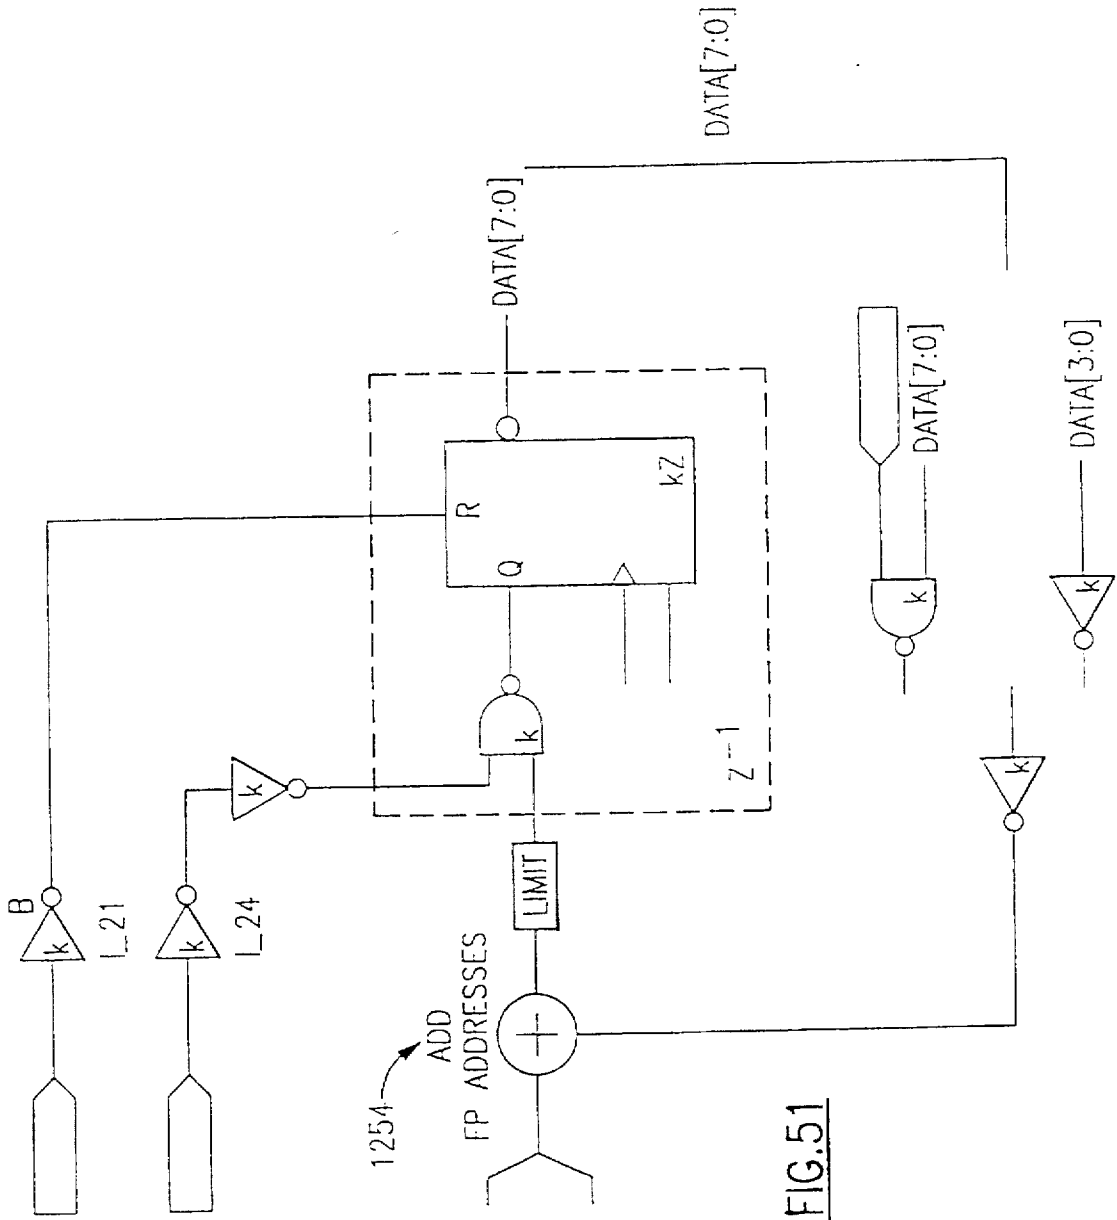 B
k
I_21
k
I_24
k
1254
ADD
FP ADDRESSES
LIMIT
k
Q
R
kZ
Z⁻¹
DATA[7:0]
DATA[7:0]
k
DATA[7:0]
k
k
DATA[3:0]
FIG.51